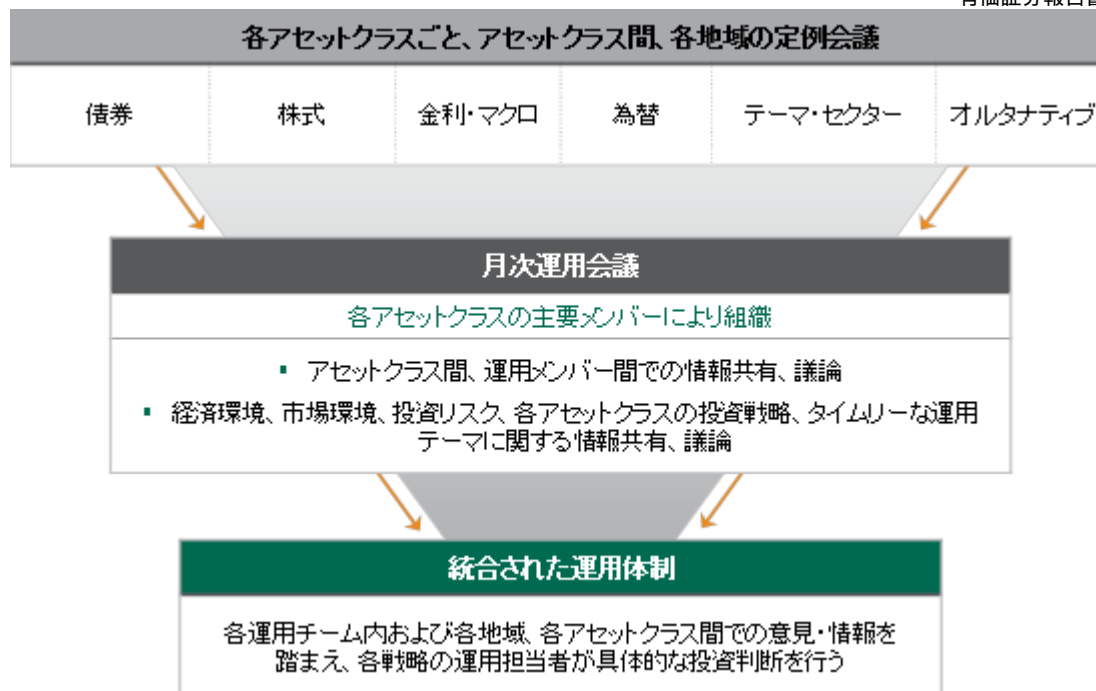 有価証券報告書
各アセットクラスごと、アセットクラス間、各地域の定例会議
債券 株式 金利・マクロ 為替 テーマ・セクター オルタナティブ
月次運用会議
各アセットクラスの主要メンバーにより組織
▪ アセットクラス間、運用メンバー間での情報共有、議論
▪ 経済環境、市場環境、投資リスク、各アセットクラスの投資戦略、タイムリーな運用
テーマに関する情報共有、議論
統合された運用体制
各運用チーム内および各地域、各アセットクラス間での意見・情報を
踏まえ、各戦略の運用担当者が具体的な投資判断を行う